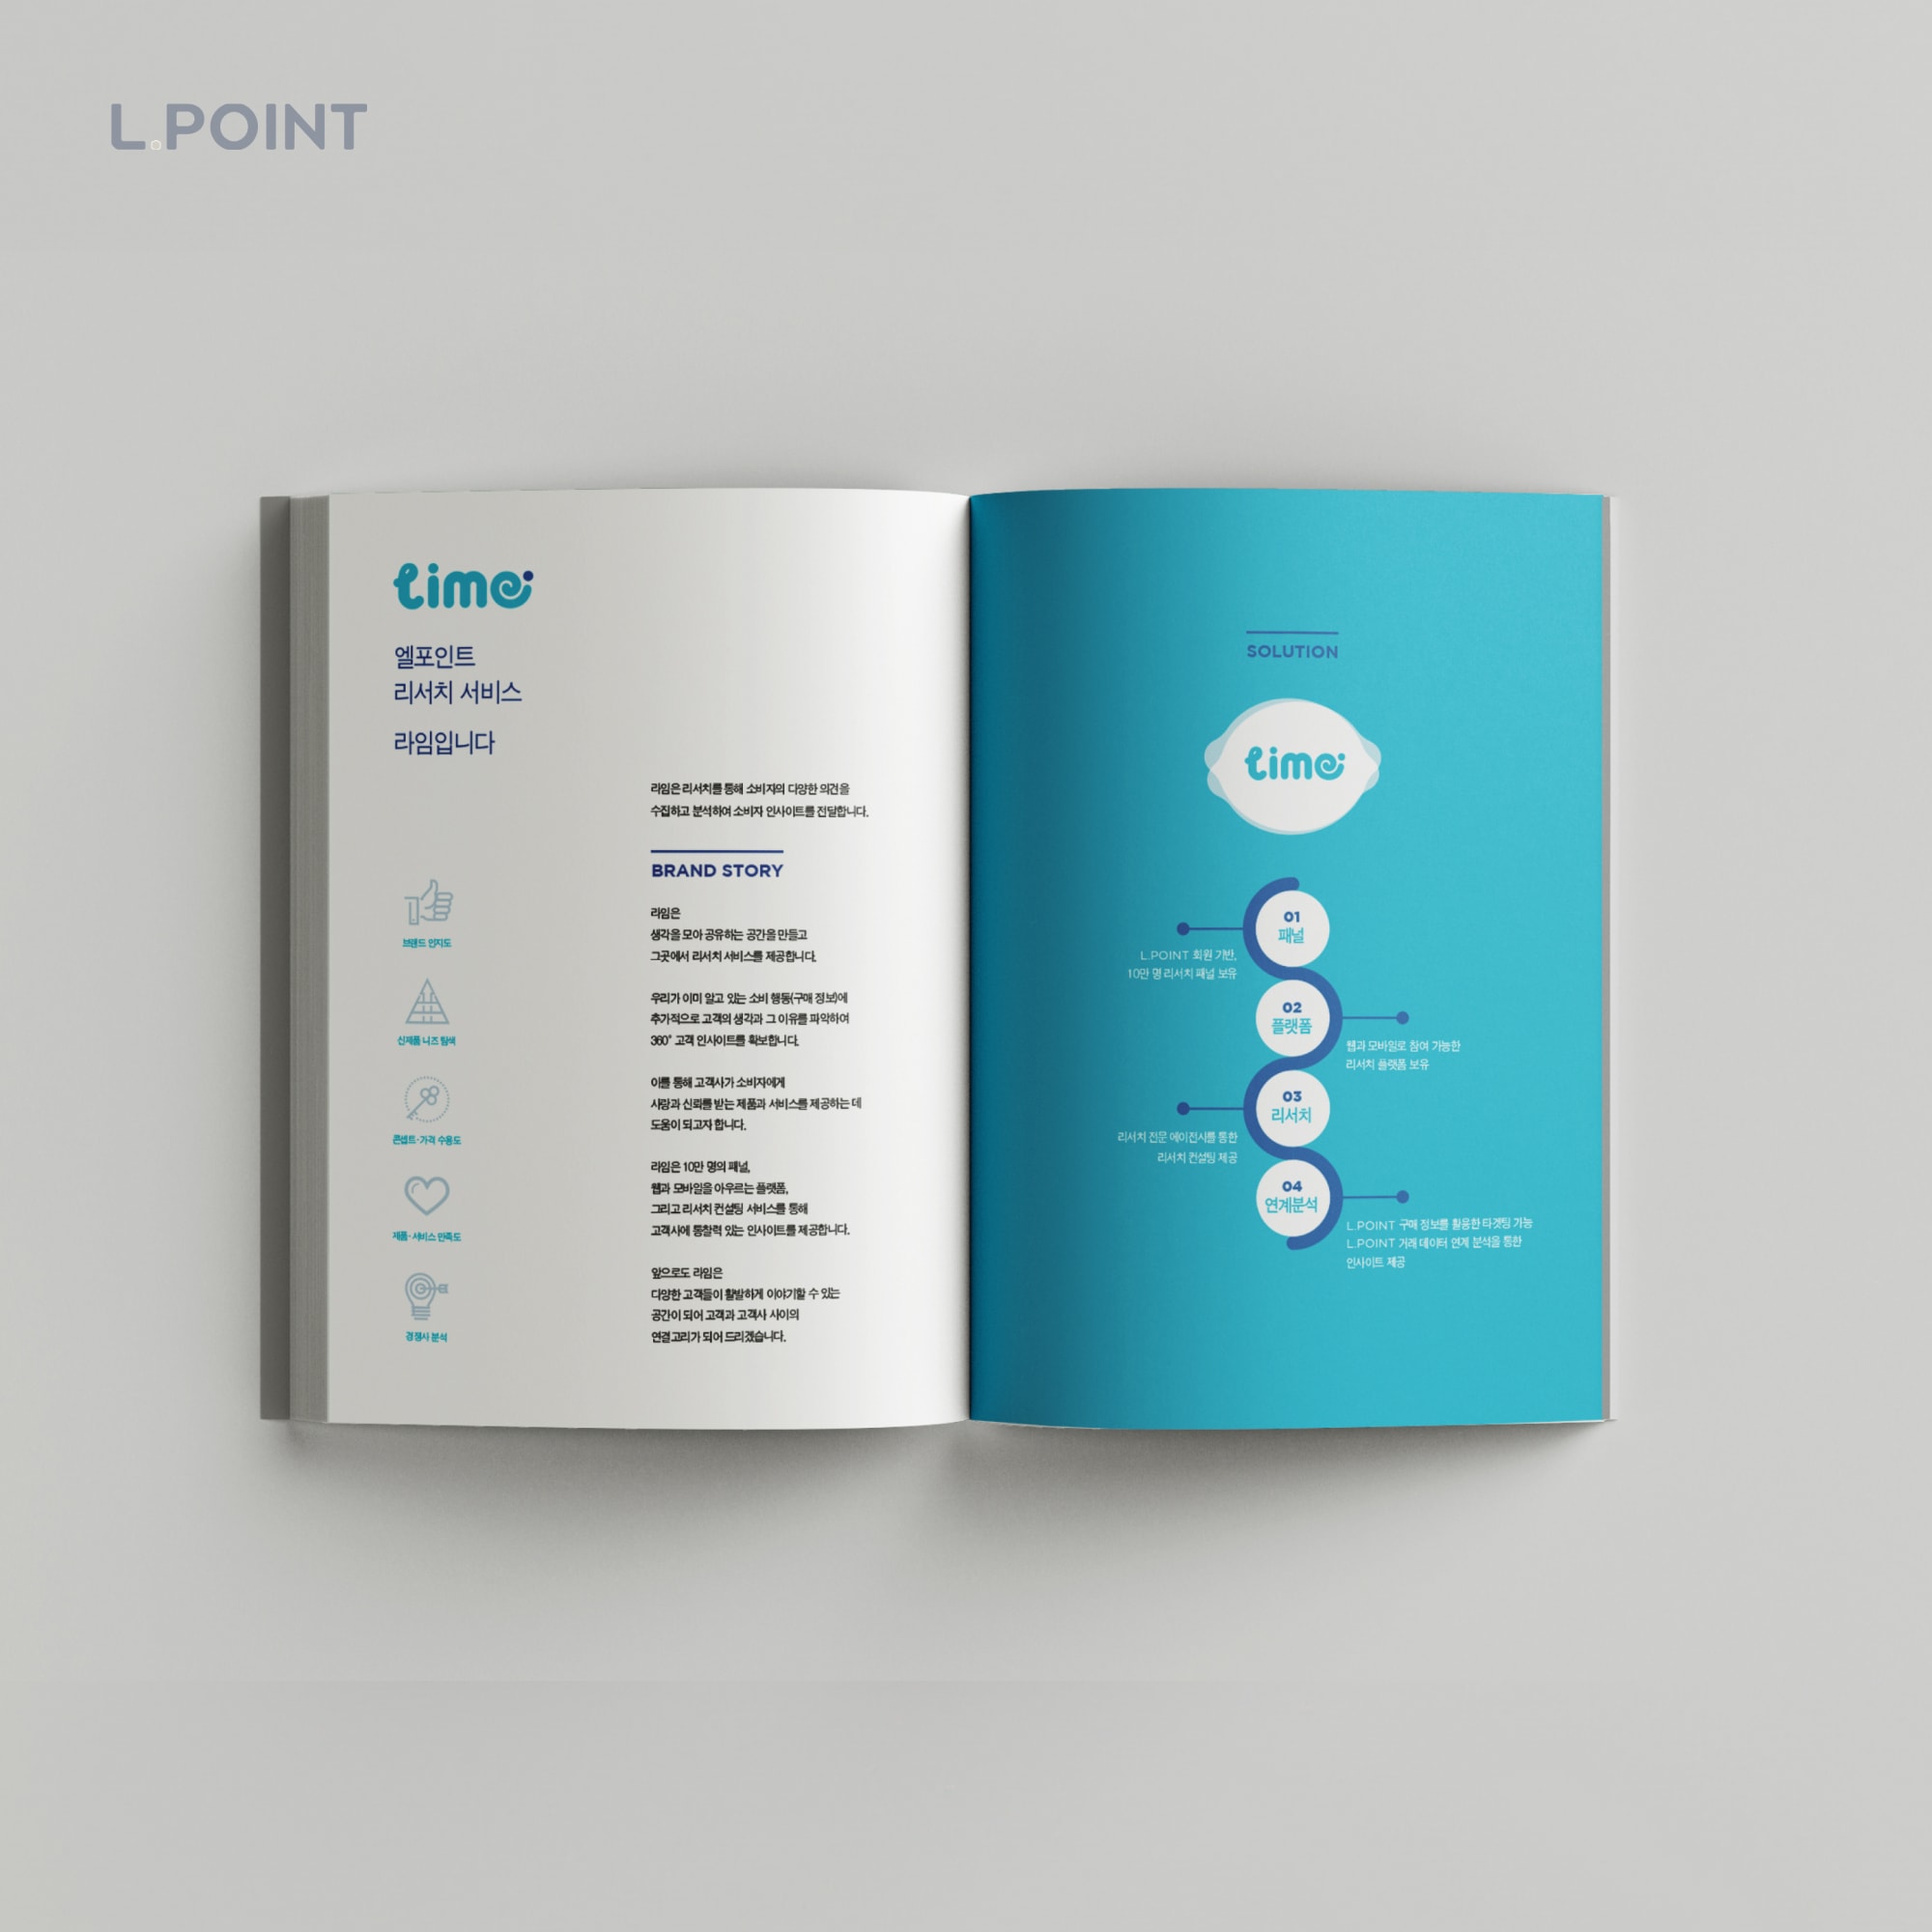 L.POINT
lime
엘포인트
리서치 서비스
라임입니다
라임은 리서치를 통해 소비자의 다양한 의견을
수집하고 분석하여 소비자 인사이트를 전달합니다.
BRAND STORY
라임은
생각을 모아 공유하는 공간을 만들고
그곳에서 리서치 서비스를 제공합니다.
우리가 이미 알고 있는 소비 행동(구매 정보)에
추가적으로 고객의 생각과 그 이유를 파악하여
360° 고객 인사이트를 확보합니다.
이를 통해 고객사가 소비자에게
사랑과 신뢰를 받는 제품과 서비스를 제공하는 데
도움이 되고자 합니다.
라임은 10만 명의 패널,
웹과 모바일을 아우르는 플랫폼,
그리고 리서치 컨설팅 서비스를 통해
고객사에 통찰력 있는 인사이트를 제공합니다.
앞으로도 라임은
다양한 고객들이 활발하게 이야기할 수 있는
공간이 되어 고객과 고객사 사이의
연결고리가 되어 드리겠습니다.
브랜드 인지도
신제품 니즈 탐색
콘셉트·가격 수용도
제품·서비스 만족도
경쟁사 분석
SOLUTION
lime
01
패널
L.POINT 회원 기반,
10만 명 리서치 패널 보유
02
플랫폼
웹과 모바일로 참여 가능한
리서치 플랫폼 보유
03
리서치
리서치 전문 에이전시를 통한
리서치 컨설팅 제공
04
연계분석
L.POINT 구매 정보를 활용한 타겟팅 가능
L.POINT 거래 데이터 연계 분석을 통한
인사이트 제공